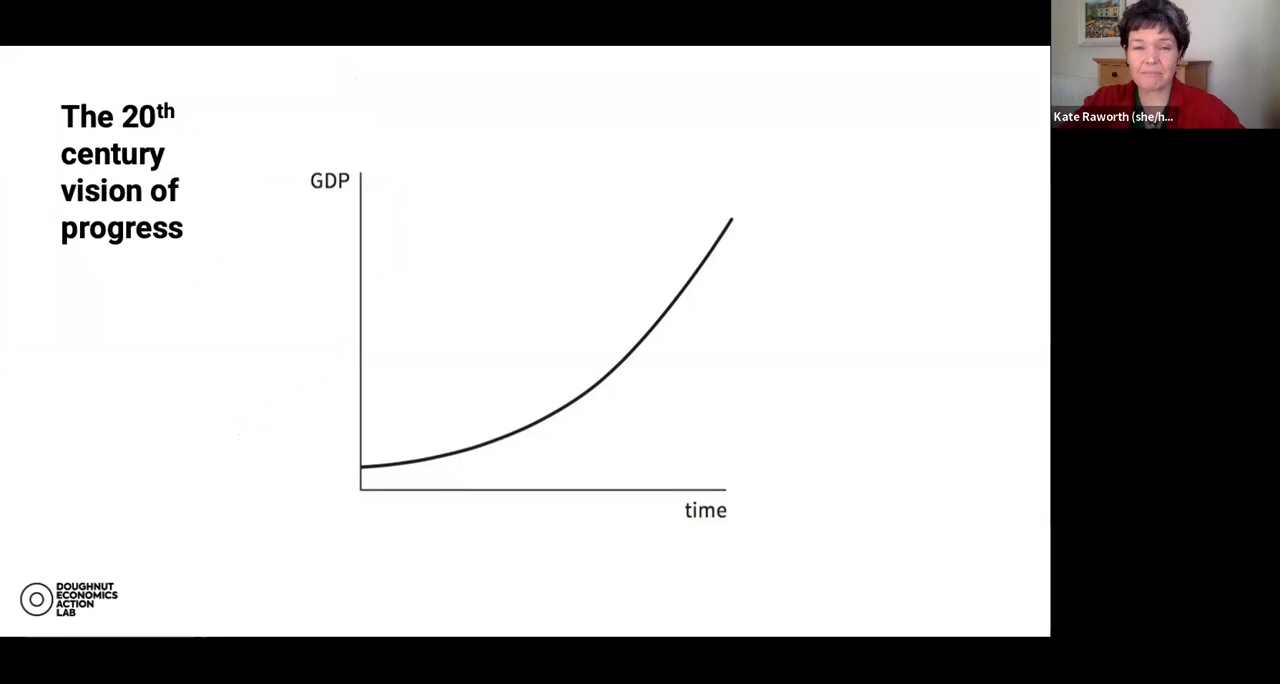 The 20th
century
vision of
progress
GDP
time
DOUGHNUT
ECONOMICS
ACTION
LAB
Kate Raworth (she/h...